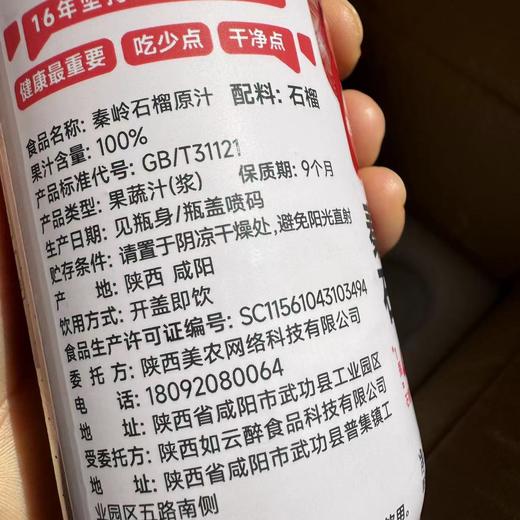 16年坚
健康最重要 吃少点 干净点
食品名称: 秦岭石榴原汁 配料: 石榴
果汁含量: 100%
产品标准代号: GB/T31121
产品类型: 果蔬汁(浆) 保质期: 9个月
生产日期: 见瓶身/瓶盖喷码
贮存条件: 请置于阴凉干燥处,避免阳光直射
产 地: 陕西 咸阳
饮用方式: 开盖即饮
食品生产许可证编号: SC11561043103494
委托方: 陕西美农网络科技有限公司
电 话: 18092080064
地址: 陕西省咸阳市武功县工业园区
受委托方: 陕西如云醉食品科技有限公司
地址: 陕西省咸阳市武功县普集镇工
业园区五路南侧
饮用。